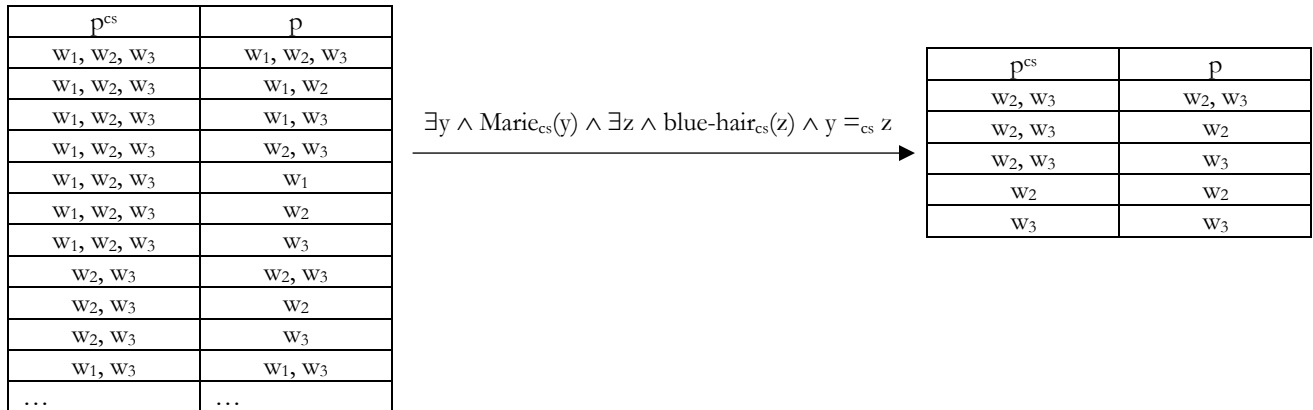 pᶜˢ p
w₁, w₂, w₃ w₁, w₂, w₃
w₁, w₂, w₃ w₁, w₂
w₁, w₂, w₃ w₁, w₃
w₁, w₂, w₃ w₂, w₃
w₁, w₂, w₃ w₁
w₁, w₂, w₃ w₂
w₁, w₂, w₃ w₃
w₂, w₃ w₂, w₃
w₂, w₃ w₂
w₂, w₃ w₃
w₁, w₃ w₁, w₃
… …
∃y ∧ Marie_cs(y) ∧ ∃z ∧ blue-hair_cs(z) ∧ y =_cs z
pᶜˢ p
w₂, w₃ w₂, w₃
w₂, w₃ w₂
w₂, w₃ w₃
w₂ w₂
w₃ w₃